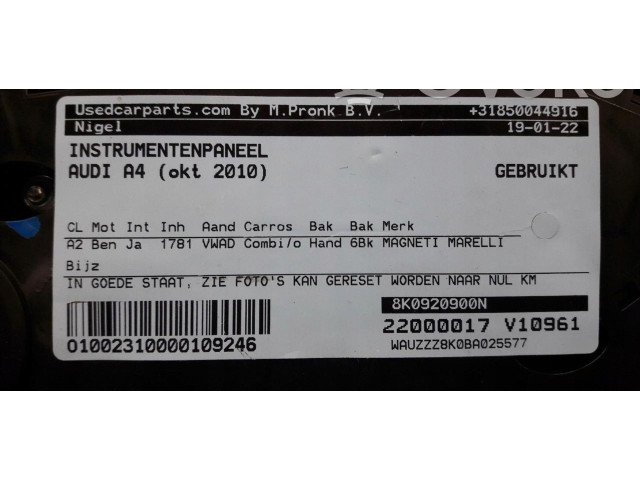 Usedcarparts.com By M.Pronk B.V. +31850044916
Nigel 19-01-22
INSTRUMENTENPANEEL
AUDI A4 (okt 2010) GEBRUIKT
CL Mot Int Inh Aand Carros Bak Bak Merk
A2 Ben Ja 1781 VWAD Combi/o Hand 6Bk MAGNETI MARELLI
Bijz
IN GOEDE STAAT, ZIE FOTO'S KAN GERESET WORDEN NAAR NUL KM
8K0920900N
22000017 V10961
01002310000109246 WAUZZZ8K0BA025577